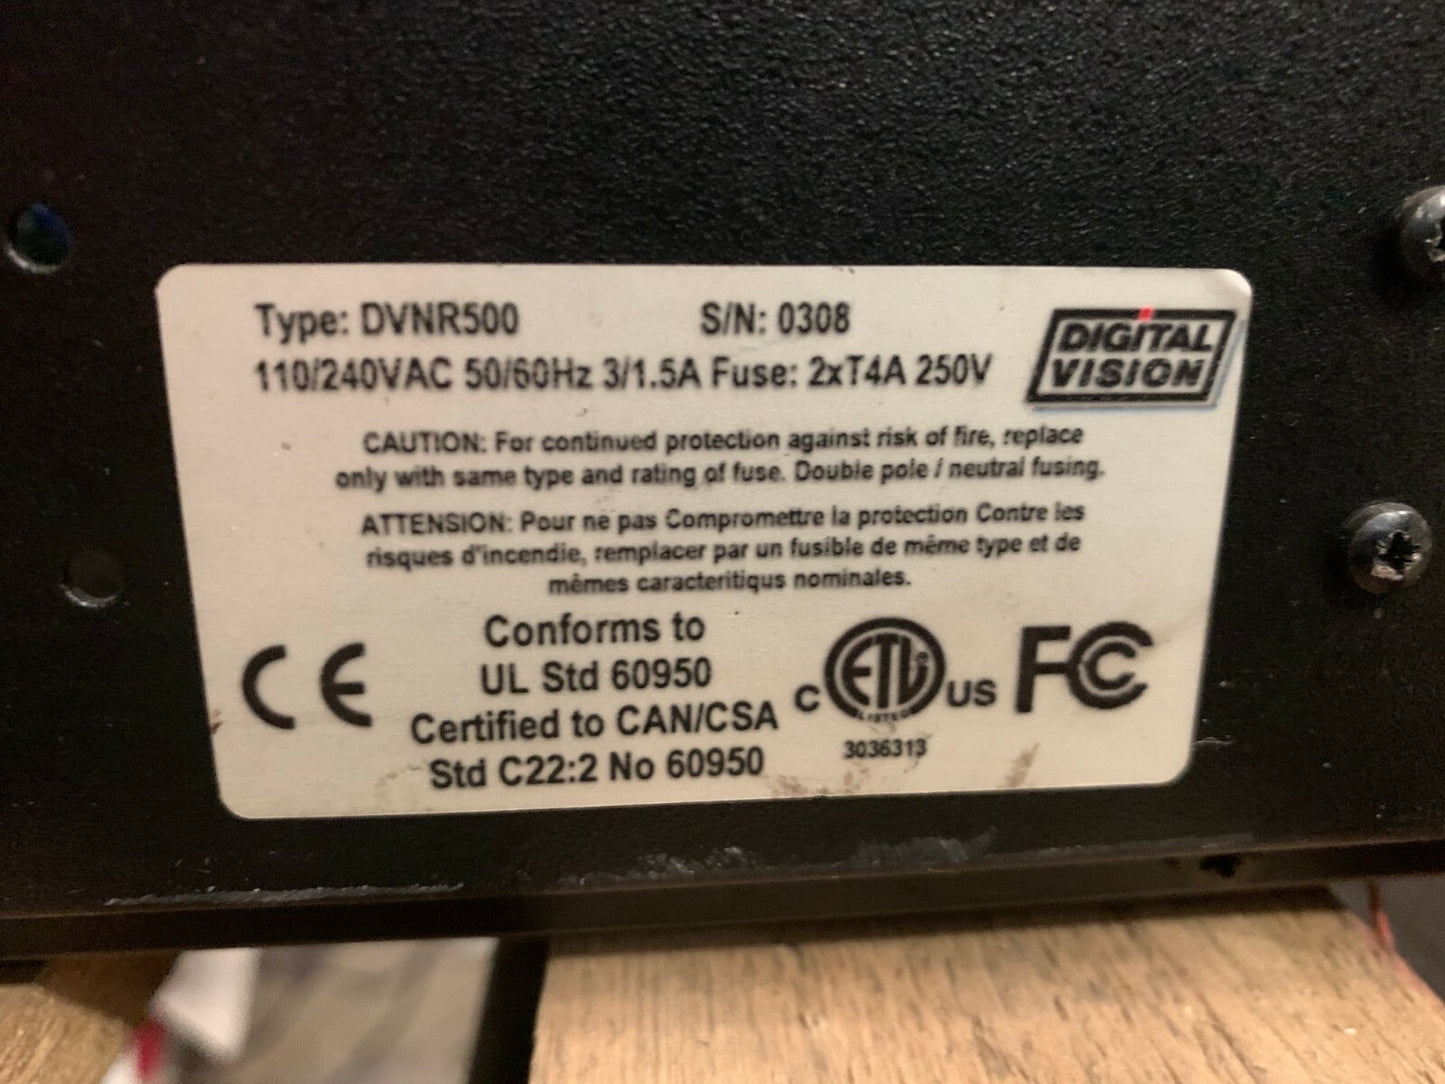 Type: DVNR500 S/N: 0308
110/240VAC 50/60Hz 3/1.5A Fuse: 2xT4A 250V
DIGITAL
VISION
CAUTION: For continued protection against risk of fire, replace
only with same type and rating of fuse. Double pole / neutral fusing.
ATTENSION: Pour ne pas Compromettre la protection Contre les
risques d'incendie, remplacer par un fusible de même type et de
mêmes caracteritiqus nominales.
CE
Conforms to
UL Std 60950
Certified to CAN/CSA
Std C22:2 No 60950
C ETL US
LISTED
3036313
FC